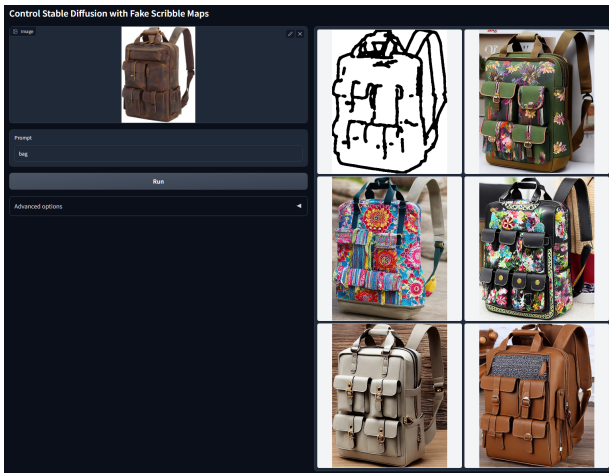 Control Stable Diffusion with Fake Scribble Maps
Image
Prompt
bag
Run
Advanced options